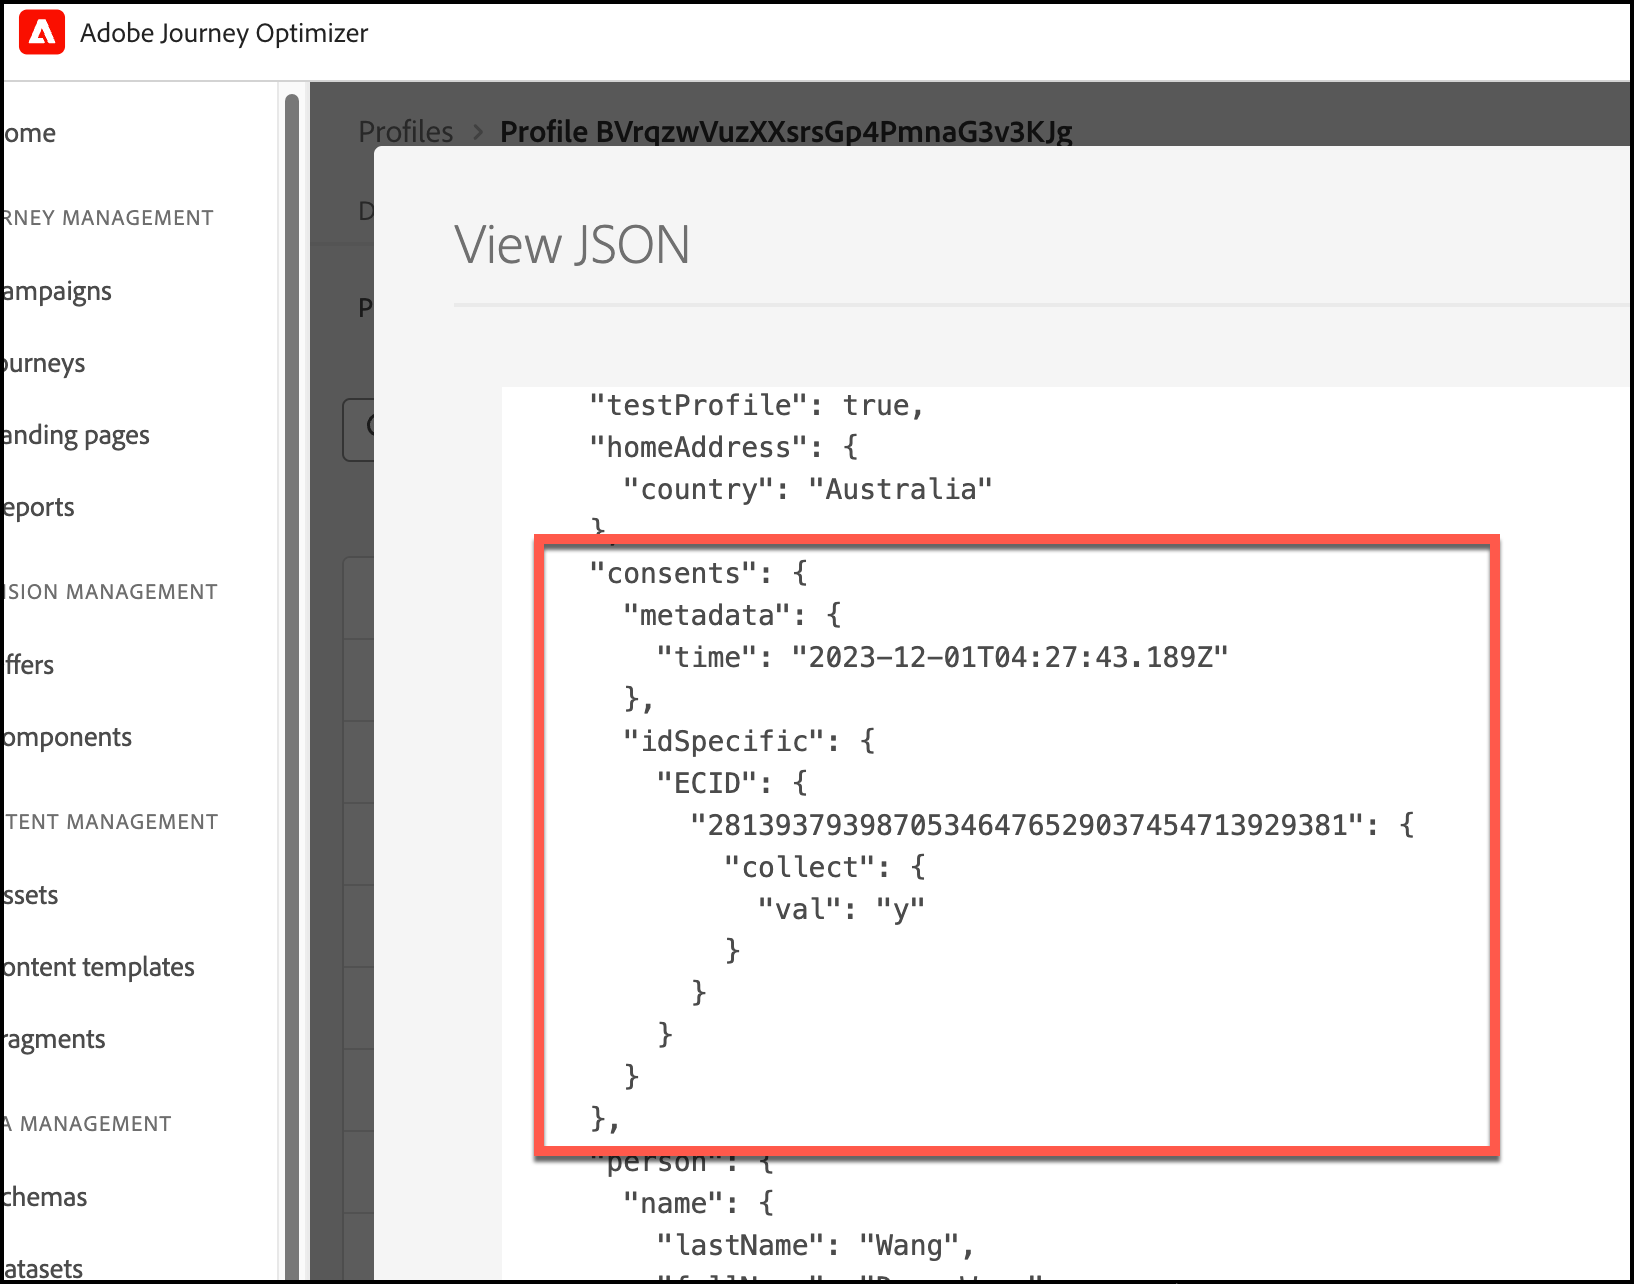 Adobe Journey Optimizer
ome
RNEY MANAGEMENT
ampaigns
ourneys
anding pages
eports
ISION MANAGEMENT
ffers
omponents
TENT MANAGEMENT
ssets
ontent templates
ragments
A MANAGEMENT
chemas
atasets
Profiles > Profile BVrqzwVuzXXsrsGp4PmnaG3v3KJg
D
P
View JSON
"testProfile": true,
"homeAddress": {
"country": "Australia"
},
"consents": {
"metadata": {
"time": "2023-12-01T04:27:43.189Z"
},
"idSpecific": {
"ECID": {
"28139379398705346476529037454713929381": {
"collect": {
"val": "y"
}
}
}
}
},
"person": {
"name": {
"lastName": "Wang",